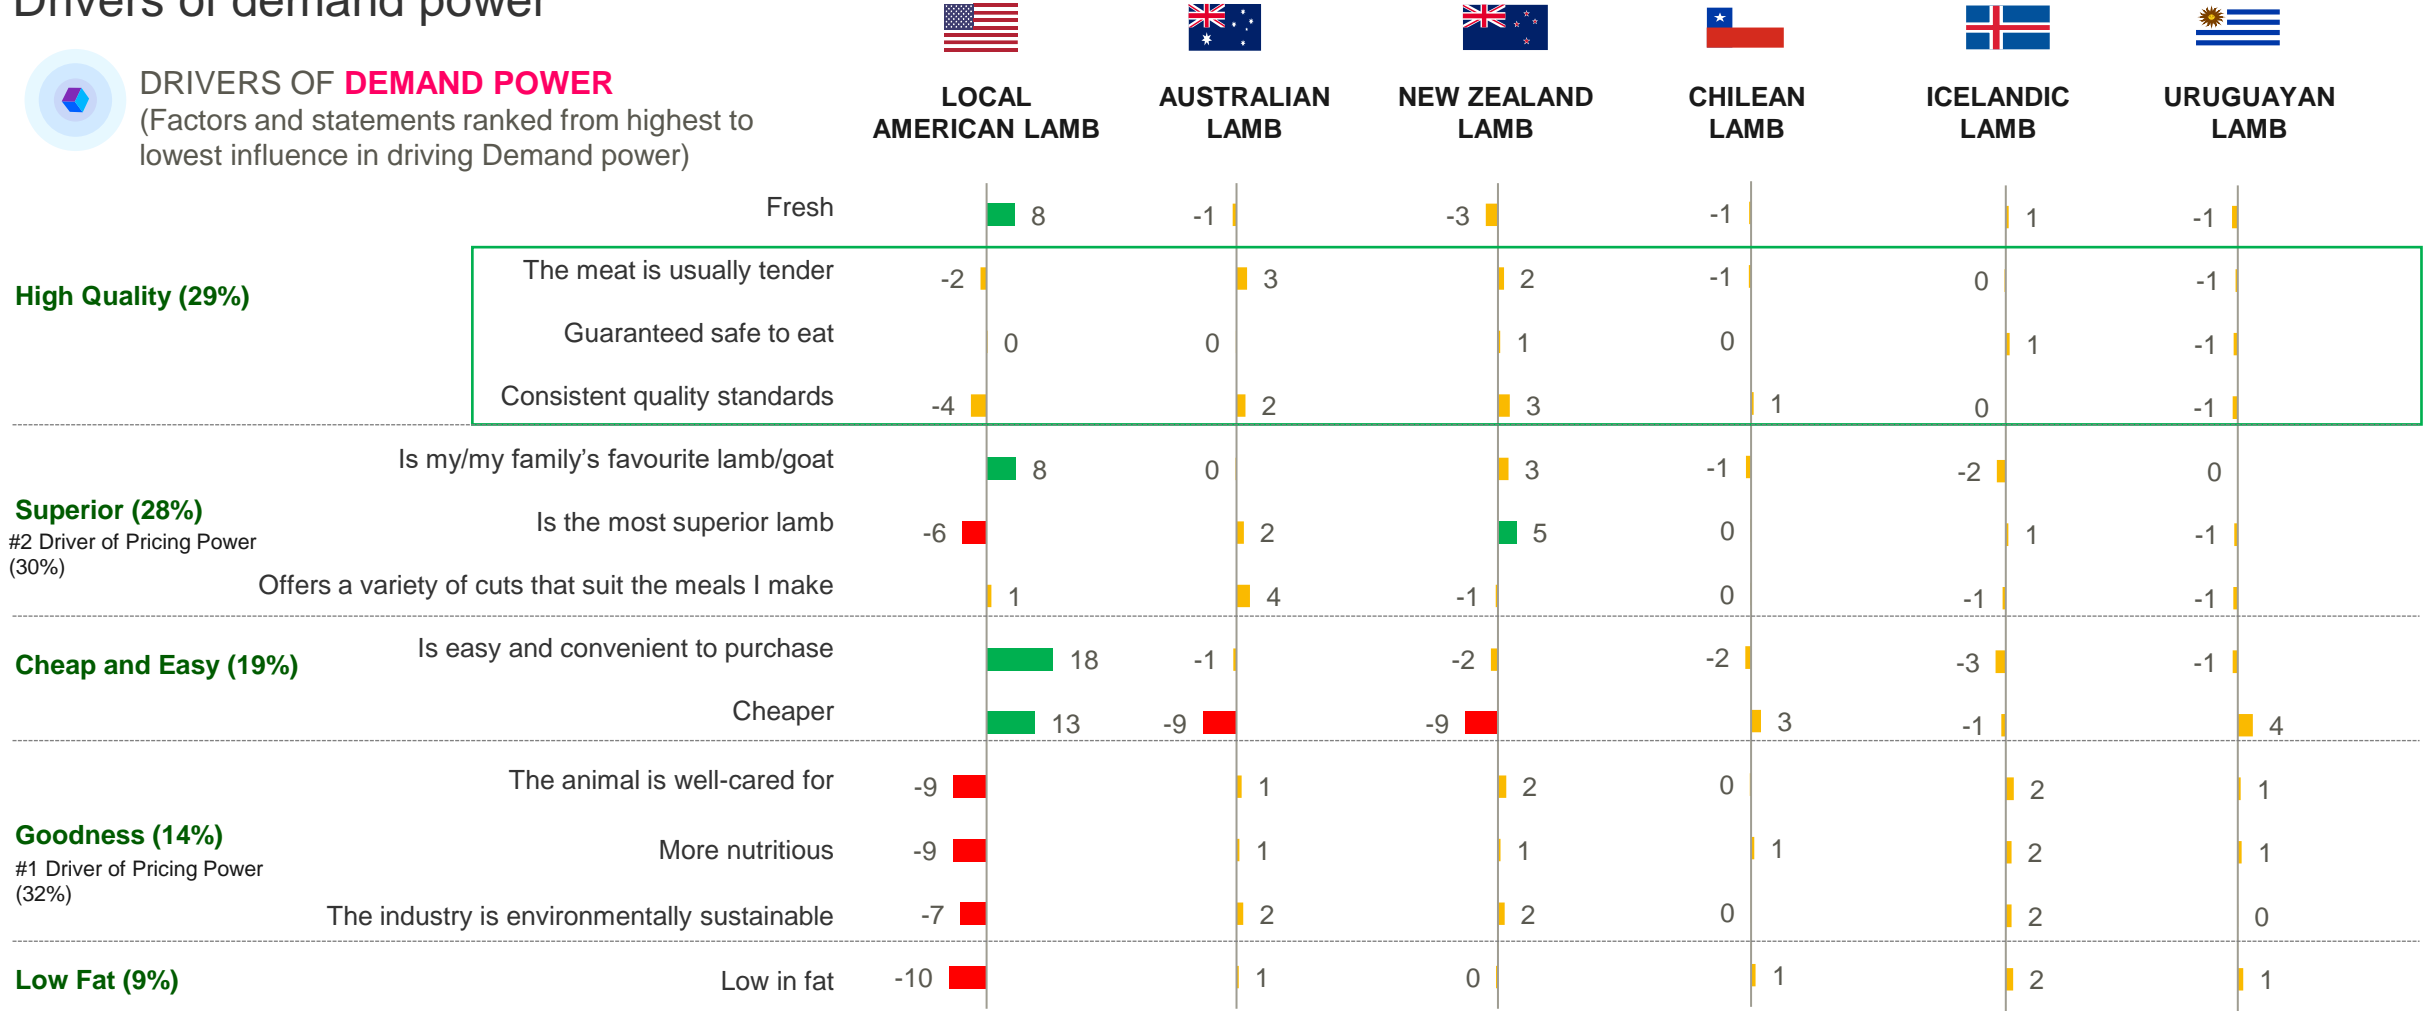 Drivers of demand power
DRIVERS OF DEMAND POWER
(Factors and statements ranked from highest to
lowest influence in driving Demand power)
LOCAL
AMERICAN LAMB
AUSTRALIAN
LAMB
NEW ZEALAND
LAMB
CHILEAN
LAMB
ICELANDIC
LAMB
URUGUAYAN
LAMB
Fresh 8 -1 -3 -1 1 -1
High Quality (29%)
The meat is usually tender -2 3 2 -1 0 -1
Guaranteed safe to eat 0 0 1 0 1 -1
Consistent quality standards -4 2 3 1 0 -1
Is my/my family’s favourite lamb/goat 8 0 3 -1 -2 0
Superior (28%)
#2 Driver of Pricing Power
(30%)
Is the most superior lamb -6 2 5 0 1 -1
Offers a variety of cuts that suit the meals I make 1 4 -1 0 -1 -1
Cheap and Easy (19%)
Is easy and convenient to purchase 18 -1 -2 -2 -3 -1
Cheaper 13 -9 -9 3 -1 4
The animal is well-cared for -9 1 2 0 2 1
Goodness (14%)
#1 Driver of Pricing Power
(32%)
More nutritious -9 1 1 1 2 1
The industry is environmentally sustainable -7 2 2 0 2 0
Low Fat (9%)
Low in fat -10 1 0 1 2 1